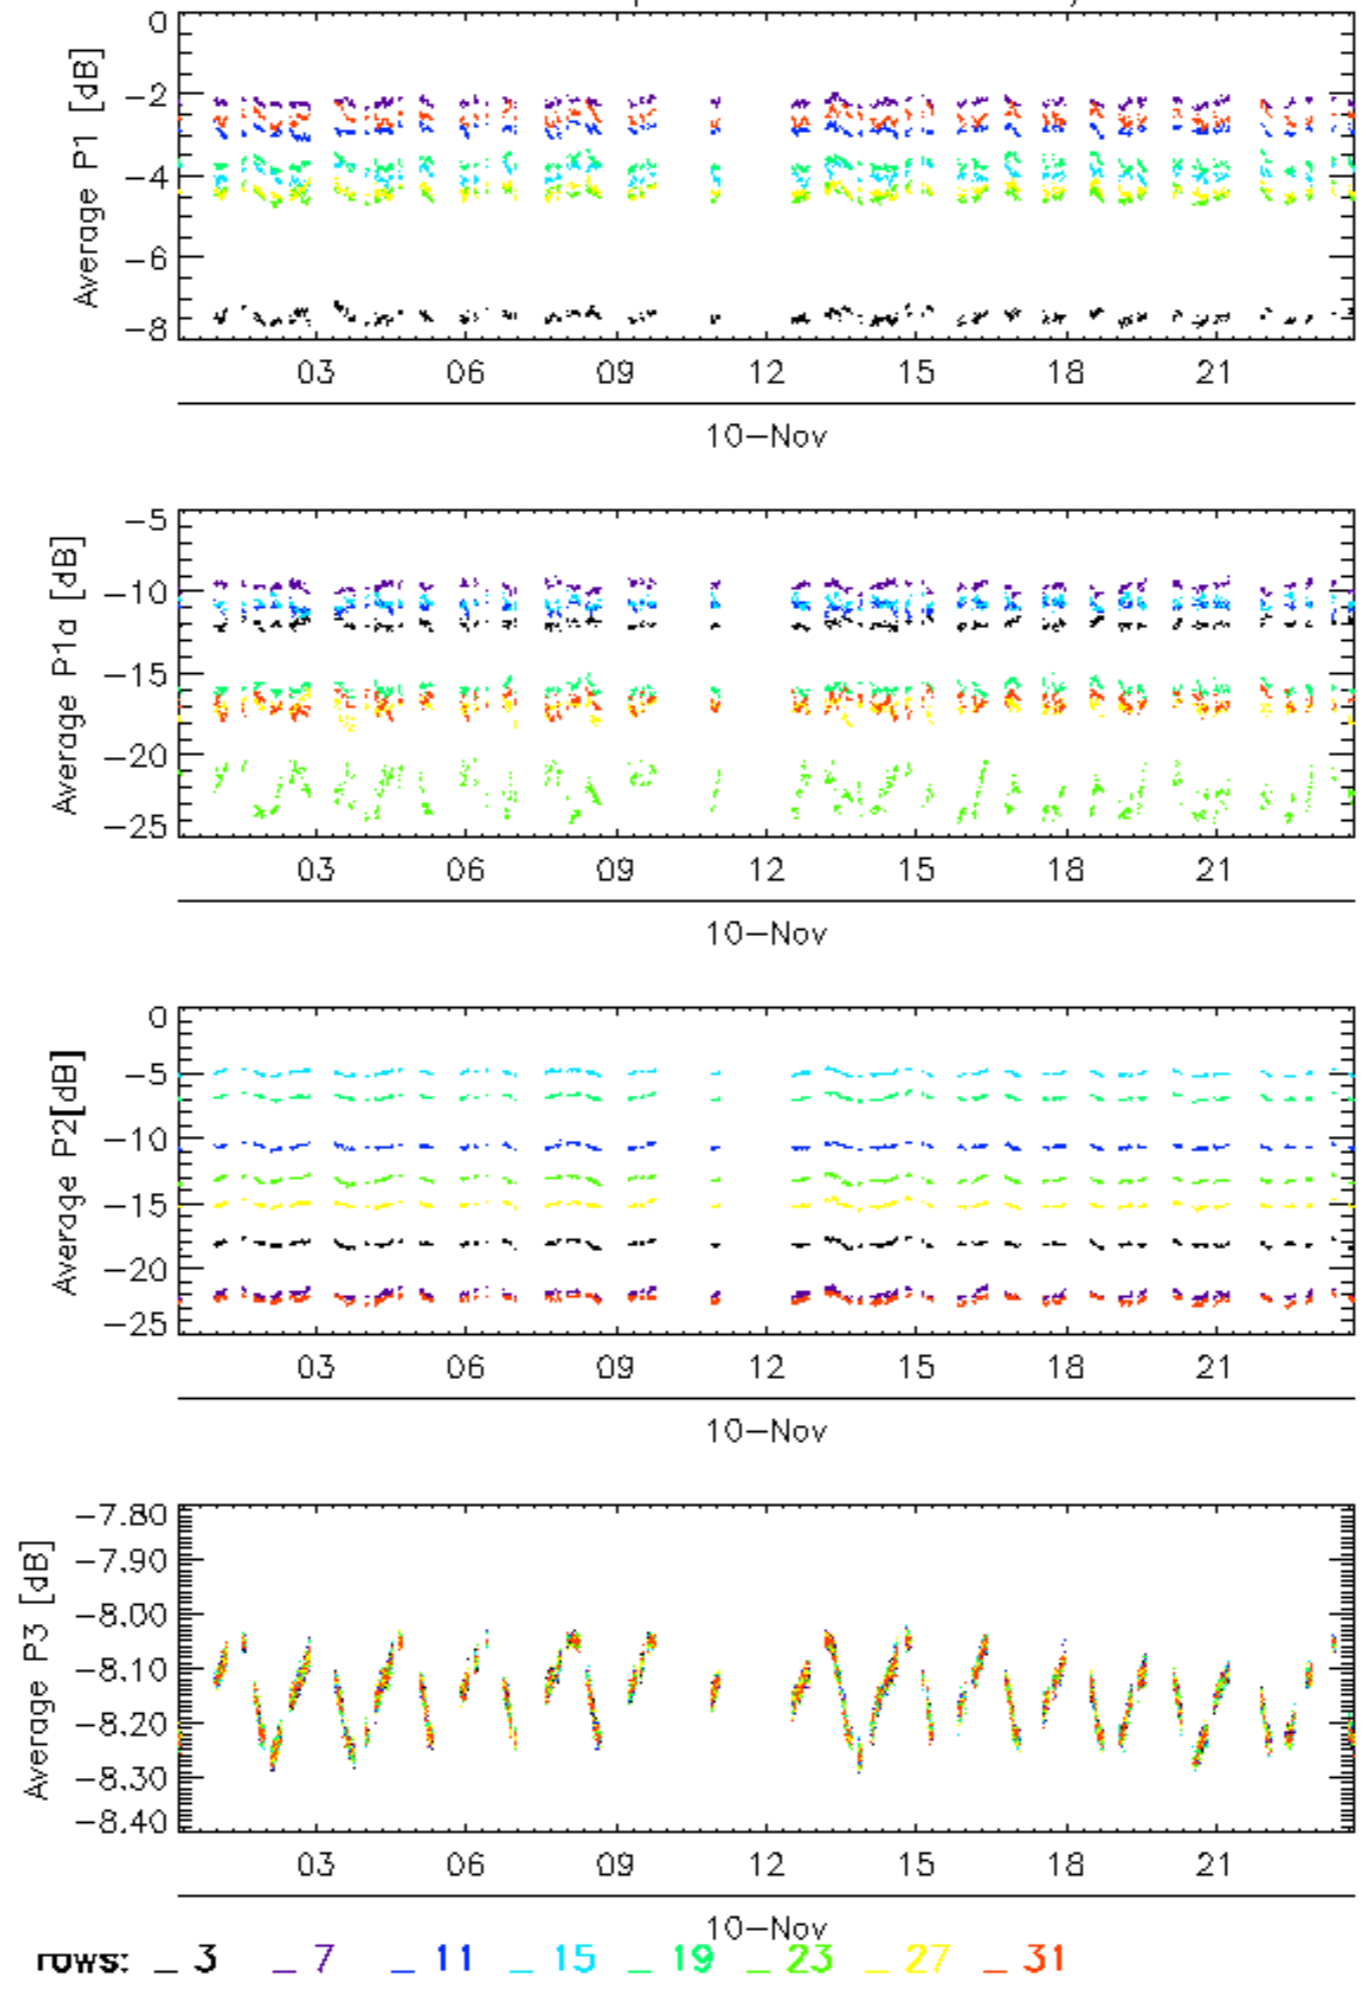 0
−2
−4
−6
−8
Average P1 [dB]
03 06 09 12 15 18 21
10−Nov
−5
−10
−15
−20
−25
Average P1a [dB]
03 06 09 12 15 18 21
10−Nov
0
−5
−10
−15
−20
−25
Average P2[dB]
03 06 09 12 15 18 21
10−Nov
−7.80
−7.90
−8.00
−8.10
−8.20
−8.30
−8.40
Average P3 [dB]
03 06 09 12 15 18 21
10−Nov
rows: _ 3 _ 7 _ 11 _ 15 _ 19 _ 23 _ 27 _ 31